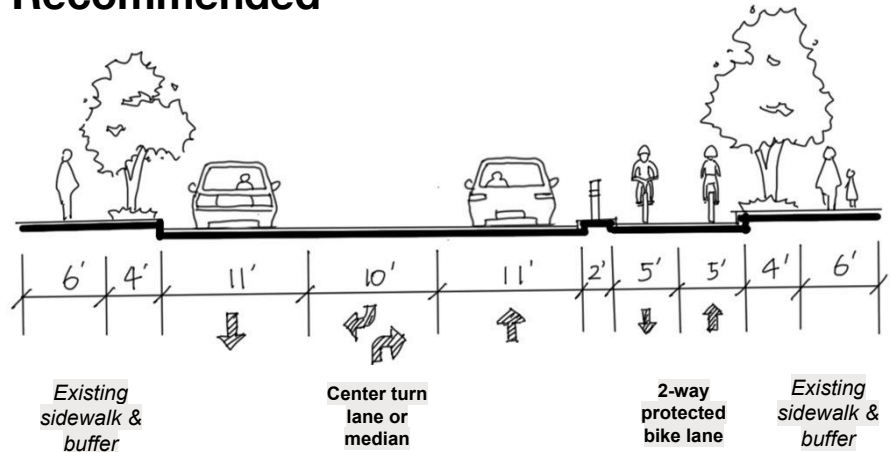 Recommended
6' 4' 11' 10' 11' 2' 5' 5' 4' 6'
Existing
sidewalk &
buffer
Center turn
lane or
median
2-way
protected
bike lane
Existing
sidewalk &
buffer